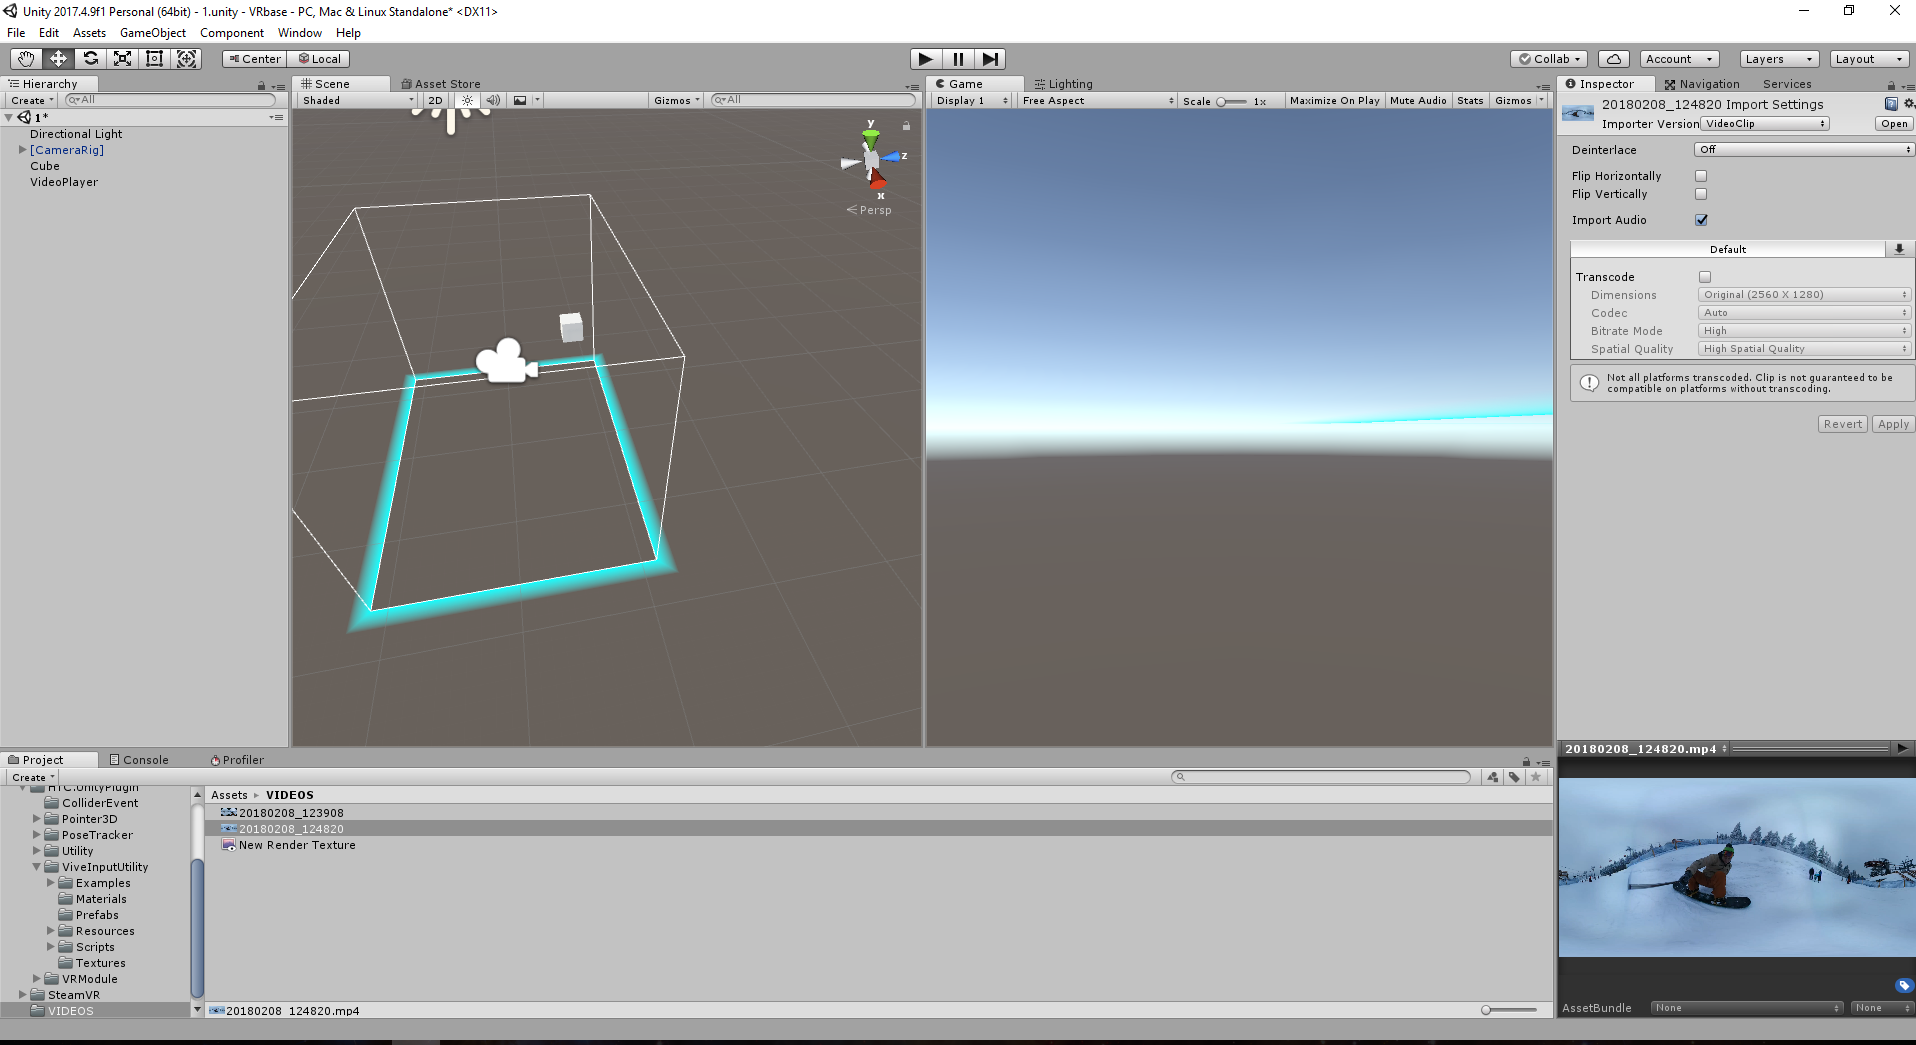 Unity 2017.4.9f1 Personal (64bit) - 1.unity - VRbase - PC, Mac & Linux Standalone* <DX11>
File Edit Assets GameObject Component Window Help
Center Local Collab Account Layers Layout
Hierarchy
Create All
1*
Directional Light
[CameraRig]
Cube
VideoPlayer
Scene Asset Store
Shaded 2D Gizmos All
y
z
x
Persp
Game Lighting
Display 1 Free Aspect Scale 1x Maximize On Play Mute Audio Stats Gizmos
Inspector Navigation Services
20180208_124820 Import Settings
Importer Version VideoClip Open
Deinterlace Off
Flip Horizontally
Flip Vertically
Import Audio
Default
Transcode
Dimensions Original (2560 X 1280)
Codec Auto
Bitrate Mode High
Spatial Quality High Spatial Quality
Not all platforms transcoded. Clip is not guaranteed to be
compatible on platforms without transcoding.
Revert Apply
Project Console Profiler
Create
HTC.UnityPlugin
ColliderEvent
Pointer3D
PoseTracker
Utility
ViveInputUtility
Examples
Materials
Prefabs
Resources
Scripts
Textures
VRModule
SteamVR
VIDEOS
Assets VIDEOS
20180208_123908
20180208_124820
New Render Texture
20180208_124820.mp4
20180208_124820.mp4
AssetBundle None None